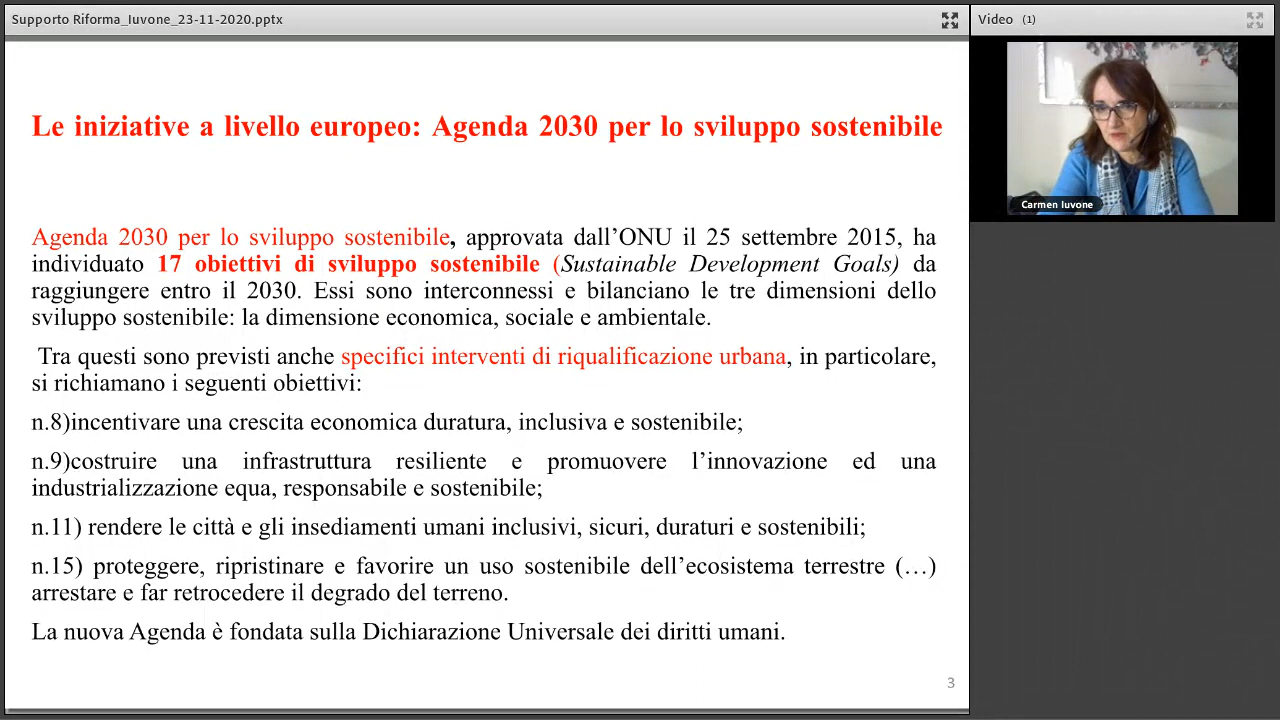 Supporto Riforma_Iuvone_23-11-2020.pptx
Video (1)
Le iniziative a livello europeo: Agenda 2030 per lo sviluppo sostenibile
Agenda 2030 per lo sviluppo sostenibile, approvata dall’ONU il 25 settembre 2015, ha
individuato 17 obiettivi di sviluppo sostenibile (Sustainable Development Goals) da
raggiungere entro il 2030. Essi sono interconnessi e bilanciano le tre dimensioni dello
sviluppo sostenibile: la dimensione economica, sociale e ambientale.
Tra questi sono previsti anche specifici interventi di riqualificazione urbana, in particolare,
si richiamano i seguenti obiettivi:
n.8)incentivare una crescita economica duratura, inclusiva e sostenibile;
n.9)costruire una infrastruttura resiliente e promuovere l’innovazione ed una
industrializzazione equa, responsabile e sostenibile;
n.11) rendere le città e gli insediamenti umani inclusivi, sicuri, duraturi e sostenibili;
n.15) proteggere, ripristinare e favorire un uso sostenibile dell’ecosistema terrestre (…)
arrestare e far retrocedere il degrado del terreno.
La nuova Agenda è fondata sulla Dichiarazione Universale dei diritti umani.
3
Carmen Iuvone